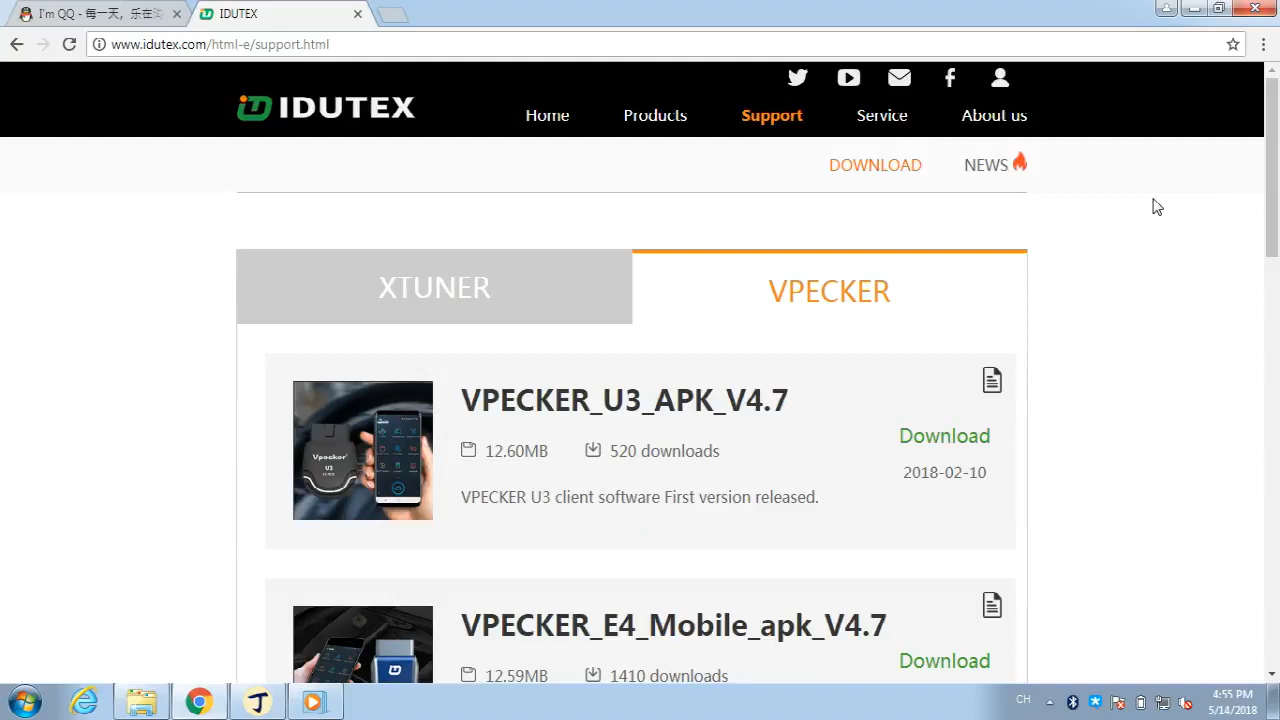 I'm QQ - 每一天，乐在
IDUTEX
www.idutex.com/html-e/support.html
IDUTEX
Home Products Support Service About us
DOWNLOAD NEWS
XTUNER VPECKER
VPECKER_U3_APK_V4.7
12.60MB 520 downloads
Download
2018-02-10
VPECKER U3 client software First version released.
Vpecker
U3
VPECKER_E4_Mobile_apk_V4.7
12.59MB 1410 downloads
Download
CH
4:55 PM
5/14/2018